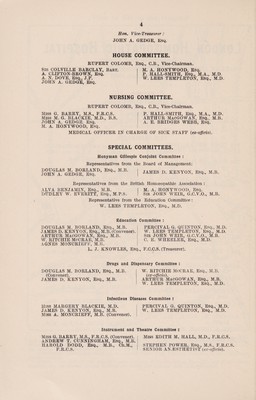 4
Hon. Vice-Treasurer:
JOHN A. GEDGE, Esq.
HOUSE COMMITTEE.
RUPERT COLOMB, Esq., C.B., Vice-Chairman.
SIR COLVILLE BARCLAY, Bart.
A. CLIFTON-BROWN, Esq.
A. N. DOVE, Esq., J.P.
JOHN A. GEDGE, Esq.
M. A. HONYWOOD, Esq.
P. HALL-SMITH, Esq., M.A., M.D.
W. LEES TEMPLETON, Esq., M.D.
NURSING COMMITTEE.
RUPERT COLOMB, Esq., C.B., Vice-Chairman.
Miss G. BARRY, M.S., F.R.C.S.
Miss M. G. BLACKIE, M.D., B.S.
JOHN A. GEDGE, Esq.
M. A. HONYWOOD, Esq.
P. HALL-SMITH, Esq., M.A., M.D.
ARTHUR MACGOWAN, Esq., M.B.
A. E. HEDGES WEBB, Esq.
MEDICAL OFFICER IN CHARGE OF SICK STAFF (ex-officio).
SPECIAL COMMITTEES.
Honyman Gillespie Conjoint Committee:
Representatives from the Board of Management:
DOUGLAS M. BORLAND, Esq., M.B.
JOHN A. GEDGE, Esq.
JAMES D. KENYON, Esq., M.B.
Representatives from the British Homœopathic Association:
ALVA BENJAMIN, Esq., M.B.
DUDLEY W. EVERITT, Esq., M.P.S.
M. A. HONYWOOD, Esq.
SIR JOHN WEIR, G.C.V.O., M.B.
Representative from the Education Committee:
W. LEES TEMPLETON, Esq., M.D.
Education Committee:
DOUGLAS M. BORLAND, Esq., M.B.
JAMES D. KENYON, Esq., M.B. (Convener).
ARTHUR MACGOWAN, Esq., M.B.
W. RITCHIE McCRAE, M.B.
AGNES MONCRIEFF, M.B.
PERCIVAL G. QUINTON, Esq., M.D.
W. LEES TEMPLETON, Esq., M.D.
SIR JOHN WEIR, G.C.V.O., M.B.
C. E. WHEELER, Esq., M.D.
L. J. KNOWLES, Esq., F.C.Q.S. (Treasurer).
Drugs and Dispensary Committee:
DOUGLAS M. BORLAND, Esq., M.B.
(Convener).
JAMES D. KENYON, Esq., M.B.
W. RITCHIE McCRAE, Esq., M.B.
(ex-officio).
ARTHUR MACGOWAN, Esq., M.B.
W. LEES TEMPLETON, Esq., M.D.
Infectious Diseases Committee:
Miss MARGERY BLACKIE, M.D.
JAMES D. KENYON, Esq., M.B.
Miss A. MONCRIEFF, M.B. (Convener).
PERCIVAL G. QUINTON, Esq., M.D.
W. LEES TEMPLETON, Esq., M.D.
Instrument and Theatre Committee:
Miss G. BARRY, M.S., F.R.C.S. (Convener).
ANDREW T. CUNNINGHAM, Esq., M.B.
HAROLD DODD, Esq., M.B., Ch.M.,
F.R.C.S.
Miss EDITH M. HALL, M.D., F.R.C.S.
STEPHEN POWER, Esq., M.S., F.R.C.S.
SENIOR ANÆSTHETIST (ex-officio).